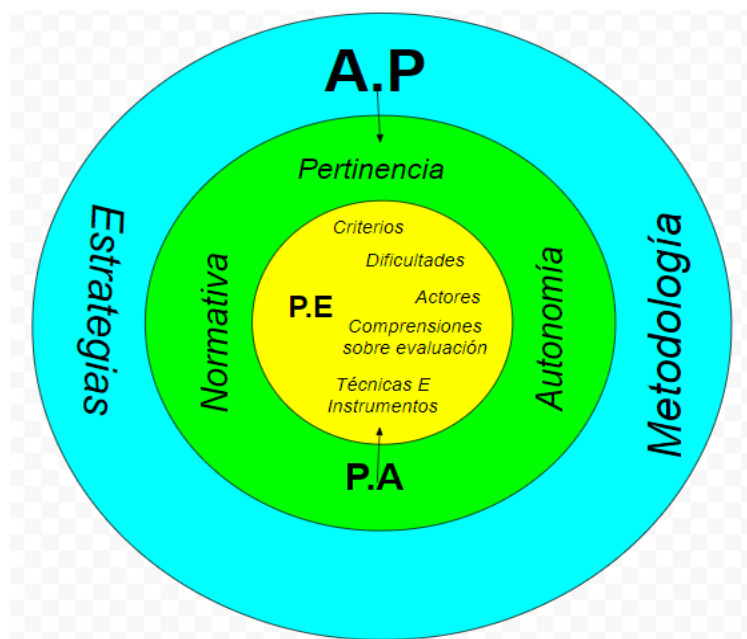 A.P
Pertinencia
Estrategias
Normativa
Autonomía
Metodología
Criterios
Dificultades
Actores
P.E
Comprensiones
sobre evaluación
Técnicas E
Instrumentos
P.A